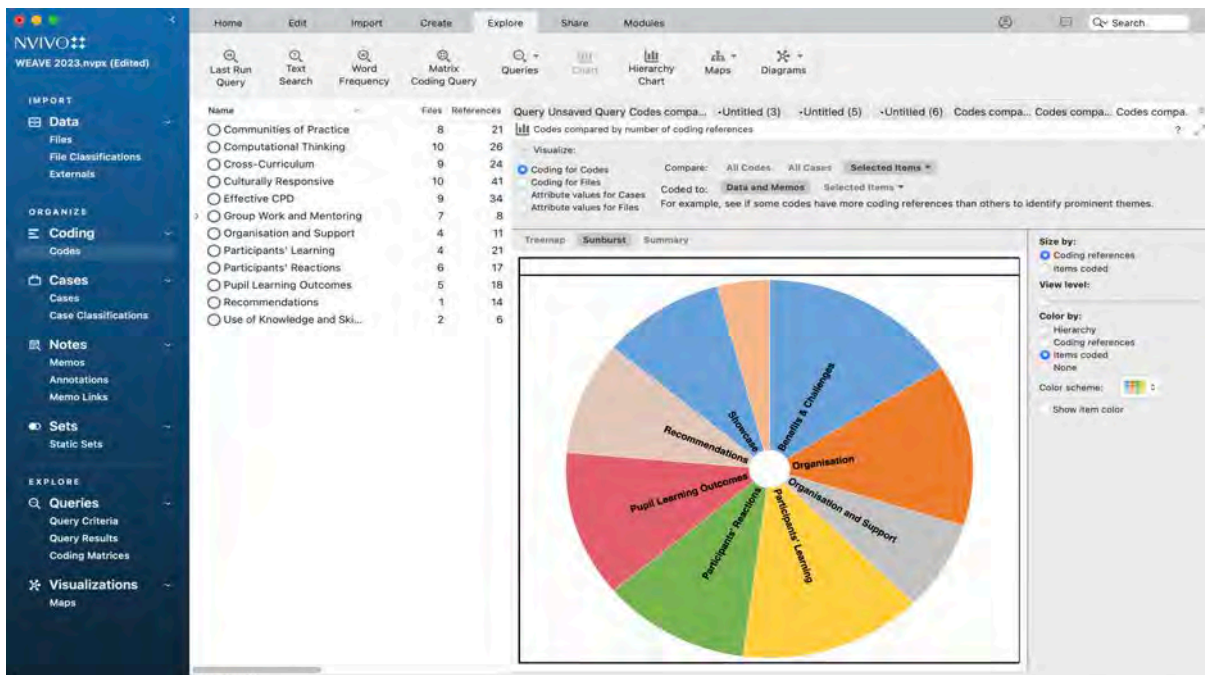 Home Edit Import Create Explore Share Modules Search
NVIVO
WEAVE 2023.nvpx (Edited)
Last Run Query
Text Search
Word Frequency
Matrix Coding Query
Queries
Chart
Hierarchy Chart
Maps
Diagrams
IMPORT
Data
Files
File Classifications
Externals
ORGANIZE
Coding
Codes
Cases
Cases
Case Classifications
Notes
Memos
Annotations
Memo Links
Sets
Static Sets
EXPLORE
Queries
Query Criteria
Query Results
Coding Matrices
Visualizations
Maps
Name Files References
Communities of Practice 8 21
Computational Thinking 10 26
Cross-Curriculum 9 24
Culturally Responsive 10 41
Effective CPD 9 34
Group Work and Mentoring 7 8
Organisation and Support 4 11
Participants' Learning 4 21
Participants' Reactions 6 17
Pupil Learning Outcomes 5 18
Recommendations 1 14
Use of Knowledge and Ski... 2 6
Query Unsaved Query Codes compa... •Untitled (3) •Untitled (5) •Untitled (6) Codes compa... Codes compa... Codes compa.
Codes compared by number of coding references ?
Visualize:
Coding for Codes
Coding for Files
Attribute values for Cases
Attribute values for Files
Compare: All Codes All Cases Selected Items
Coded to: Data and Memos Selected Items
For example, see if some codes have more coding references than others to identify prominent themes.
Treemap Sunburst Summary
Benefits & Challenges
Organisation
Organisation and Support
Participants' Learning
Participants' Reactions
Pupil Learning Outcomes
Recommendations
Showcase
Size by:
Coding references
Items coded
View level:
Color by:
Hierarchy
Coding references
Items coded
None
Color scheme:
Show item color